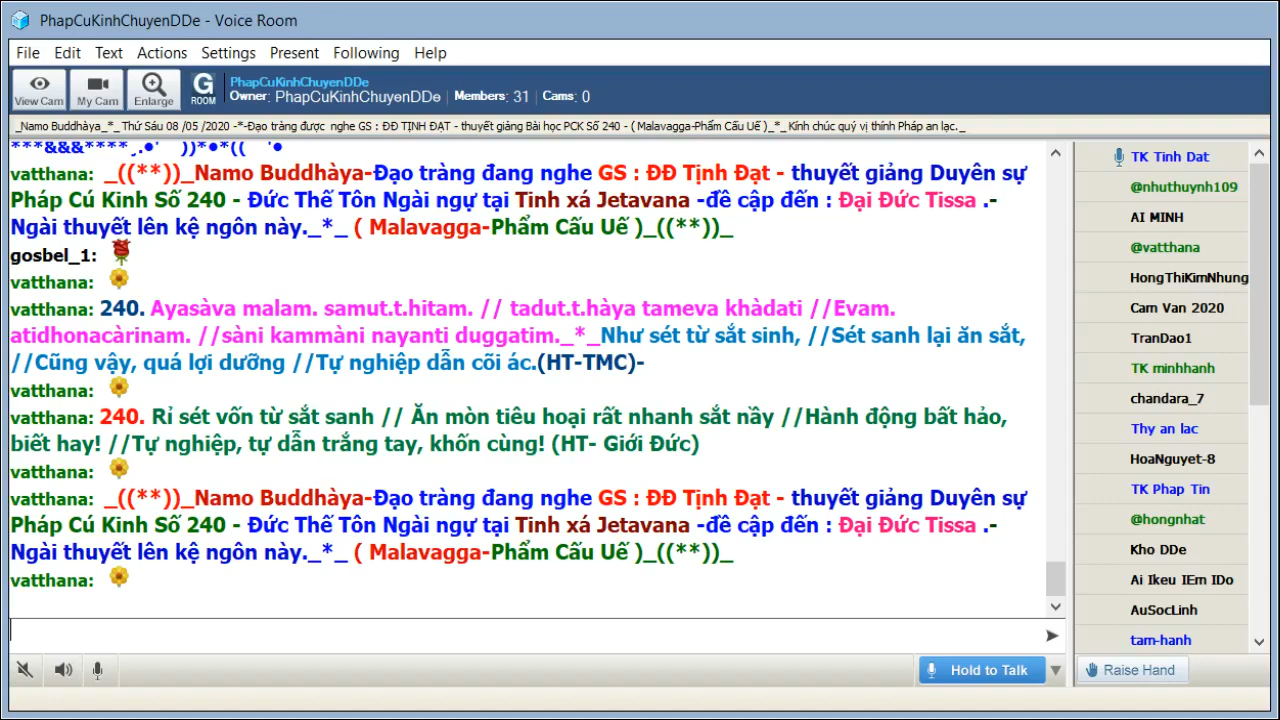 PhapCuKinhChuyenDDe - Voice Room
File Edit Text Actions Settings Present Following Help
View Cam My Cam Enlarge G ROOM PhapCuKinhChuyenDDe
Owner: PhapCuKinhChuyenDDe Members: 31 Cams: 0
_Namo Buddhàya_*_ Thứ Sáu 08 /05 /2020 -*-Đạo tràng được nghe GS : ĐĐ TỊNH ĐẠT - thuyết giảng Bài học PCK Số 240 - ( Malavagga-Phẩm Cấu Uế )_*_ Kính chúc quý vị thính Pháp an lạc._
vatthana: _((**))_Namo Buddhàya-Đạo tràng đang nghe GS : ĐĐ Tịnh Đạt - thuyết giảng Duyên sự
Pháp Cú Kinh Số 240 - Đức Thế Tôn Ngài ngự tại Tinh xá Jetavana -đề cập đến : Đại Đức Tissa .-
Ngài thuyết lên kệ ngôn này._*_ ( Malavagga-Phẩm Cấu Uế )_((**))_
gosbel_1:
vatthana:
vatthana: 240. Ayasàva malam. samut.t.hitam. // tadut.t.hàya tameva khàdati //Evam.
atidhonacàrinam. //sàni kammàni nayanti duggatim._*_Như sét từ sắt sinh, //Sét sanh lại ăn sắt,
//Cũng vậy, quá lợi dưỡng //Tự nghiệp dẫn cõi ác.(HT-TMC)-
vatthana:
vatthana: 240. Rỉ sét vốn từ sắt sanh // Ăn mòn tiêu hoại rất nhanh sắt nầy //Hành động bất hảo,
biết hay! //Tự nghiệp, tự dẫn trắng tay, khốn cùng! (HT- Giới Đức)
vatthana:
vatthana: _((**))_Namo Buddhàya-Đạo tràng đang nghe GS : ĐĐ Tịnh Đạt - thuyết giảng Duyên sự
Pháp Cú Kinh Số 240 - Đức Thế Tôn Ngài ngự tại Tinh xá Jetavana -đề cập đến : Đại Đức Tissa .-
Ngài thuyết lên kệ ngôn này._*_ ( Malavagga-Phẩm Cấu Uế )_((**))_
vatthana:
TK Tinh Dat
@nhuthuynh109
AI MINH
@vatthana
HongThiKimNhung
Cam Van 2020
TranDao1
TK minhhanh
chandara_7
Thy an lac
HoaNguyet-8
TK Phap Tin
@hongnhat
Kho DDe
Ai Ikeu IEm IDo
AuSocLinh
tam-hanh
Hold to Talk
Raise Hand